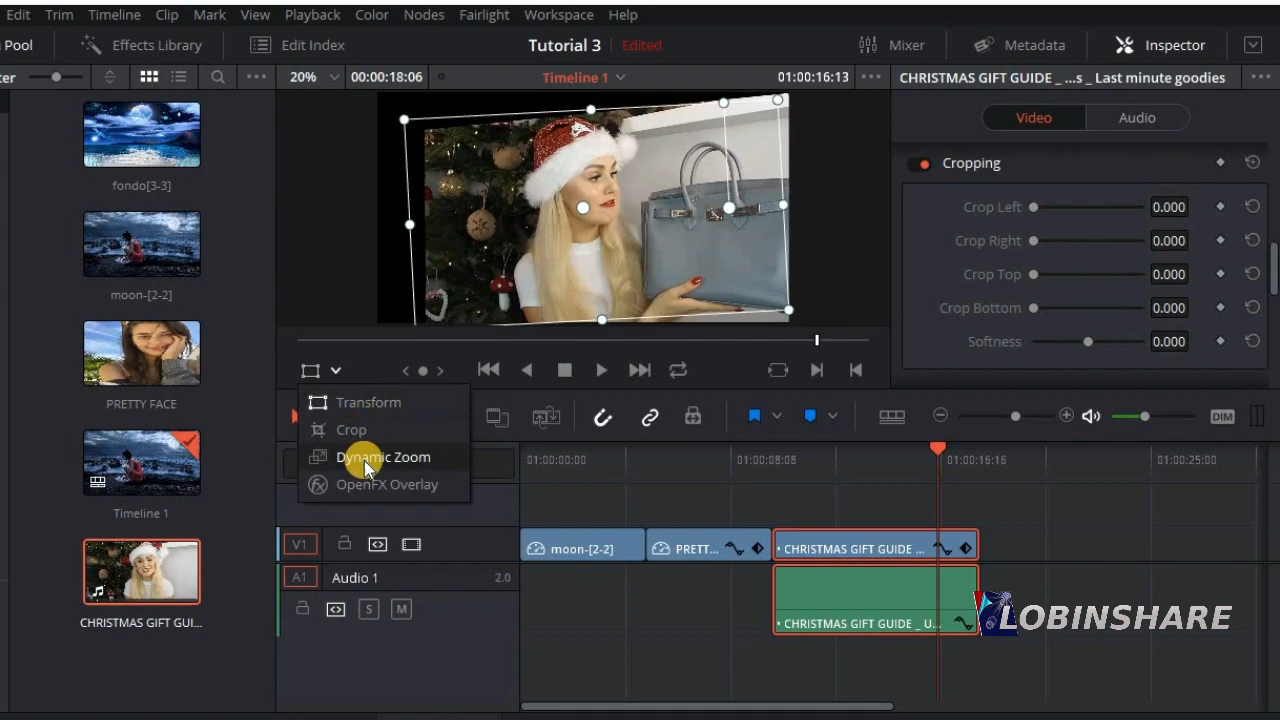 Edit Trim Timeline Clip Mark View Playback Color Nodes Fairlight Workspace Help
Pool Effects Library Edit Index Tutorial 3 Edited Mixer Metadata Inspector
ter 20% 00:00:18:06 Timeline 1 01:00:16:13 CHRISTMAS GIFT GUIDE _ ...s _ Last minute goodies
Video Audio
Cropping
Crop Left 0.000
Crop Right 0.000
Crop Top 0.000
Crop Bottom 0.000
Softness 0.000
fondo[3-3]
moon-[2-2]
PRETTY FACE
Timeline 1
CHRISTMAS GIFT GUI...
Transform
Crop
Dynamic Zoom
OpenFX Overlay
DIM
01:00:00:00 01:00:08:08 01:00:16:16 01:00:25:00
V1 moon-[2-2] PRETT... CHRISTMAS GIFT GUIDE ...
A1 Audio 1 2.0
S M
CHRISTMAS GIFT GUIDE _ U...
LOBINSHARE